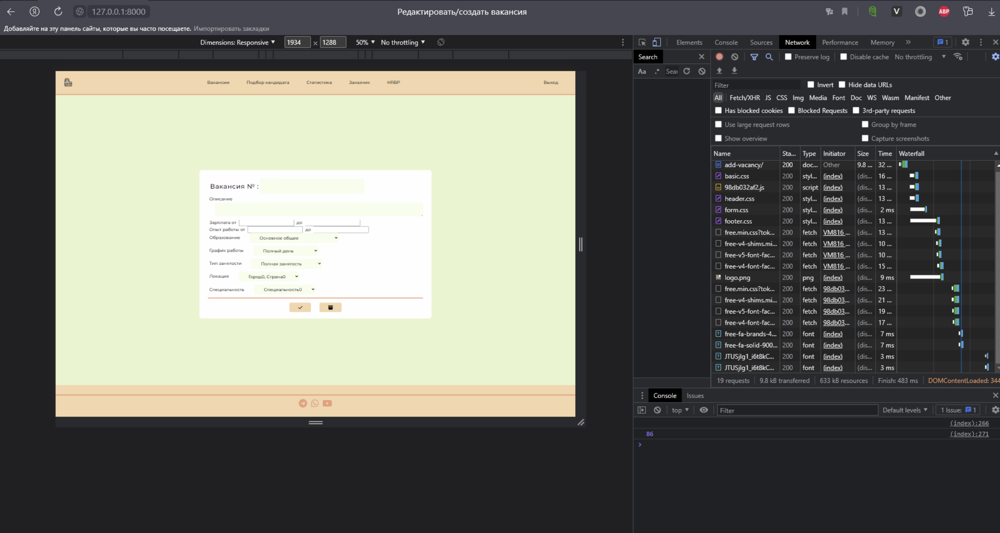 127.0.0.1:8000
Редактировать/создать вакансия
V
ABP
Добавляйте на эту панель сайты, которые вы часто посещаете. Импортировать закладки
Dimensions: Responsive ▼ 1934 x 1288 50% ▼ No throttling ▼
Вакансии Подбор кандидата Статистика Заказчик HRBP Выход
Вакансия № :
Описание
Зарплата от до
Опыт работы от до
Образование Основное общее
График работы Полный день
Тип занятости Полная занятость
Локация Город0, Страна0
Специальность Специальность0
Elements Console Sources Network Performance Memory » 1
Search
Preserve log Disable cache No throttling ▼
Aa .* Sear
Filter Invert Hide data URLs
All Fetch/XHR JS CSS Img Media Font Doc WS Wasm Manifest Other
Has blocked cookies Blocked Requests 3rd-party requests
Use large request rows Group by frame
Show overview Capture screenshots
Name Sta... Type Initiator Size Time Waterfall
add-vacancy/ 200 doc... Other 9.8 ... 32 ...
basic.css 200 styl... (index) (dis... 16 ...
98db032af2.js 200 script (index) (dis... 13 ...
header.css 200 styl... (index) (dis... 13 ...
form.css 200 styl... (index) (dis... 2 ms
footer.css 200 styl... (index) (dis... 13 ...
free.min.css?tok... 200 fetch VM816 ... (dis... 13 ...
free-v4-shims.mi... 200 fetch VM816 ... (dis... 10 ...
free-v5-font-fac... 200 fetch VM816 ... (dis... 10 ...
free-v4-font-fac... 200 fetch VM816 ... (dis... 15 ...
logo.png 200 png (index) (dis... 9 ms
free.min.css?tok... 200 fetch 98db03... (dis... 23 ...
free-v4-shims.mi... 200 fetch 98db03... (dis... 21 ...
free-v5-font-fac... 200 fetch 98db03... (dis... 19 ...
free-v4-font-fac... 200 fetch 98db03... (dis... 17 ...
free-fa-brands-4... 200 font (index) (dis... 7 ms
free-fa-solid-900... 200 font (index) (dis... 7 ms
JTUSjIg1_i6t8kC... 200 font (index) (dis... 3 ms
JTUSjIg1_i6t8kC... 200 font (index) (dis... 3 ms
19 requests 9.8 kB transferred 633 kB resources Finish: 483 ms DOMContentLoaded: 344
Console Issues
top ▼ Filter Default levels ▼ 1 Issue: 1
(index):266
86 (index):271